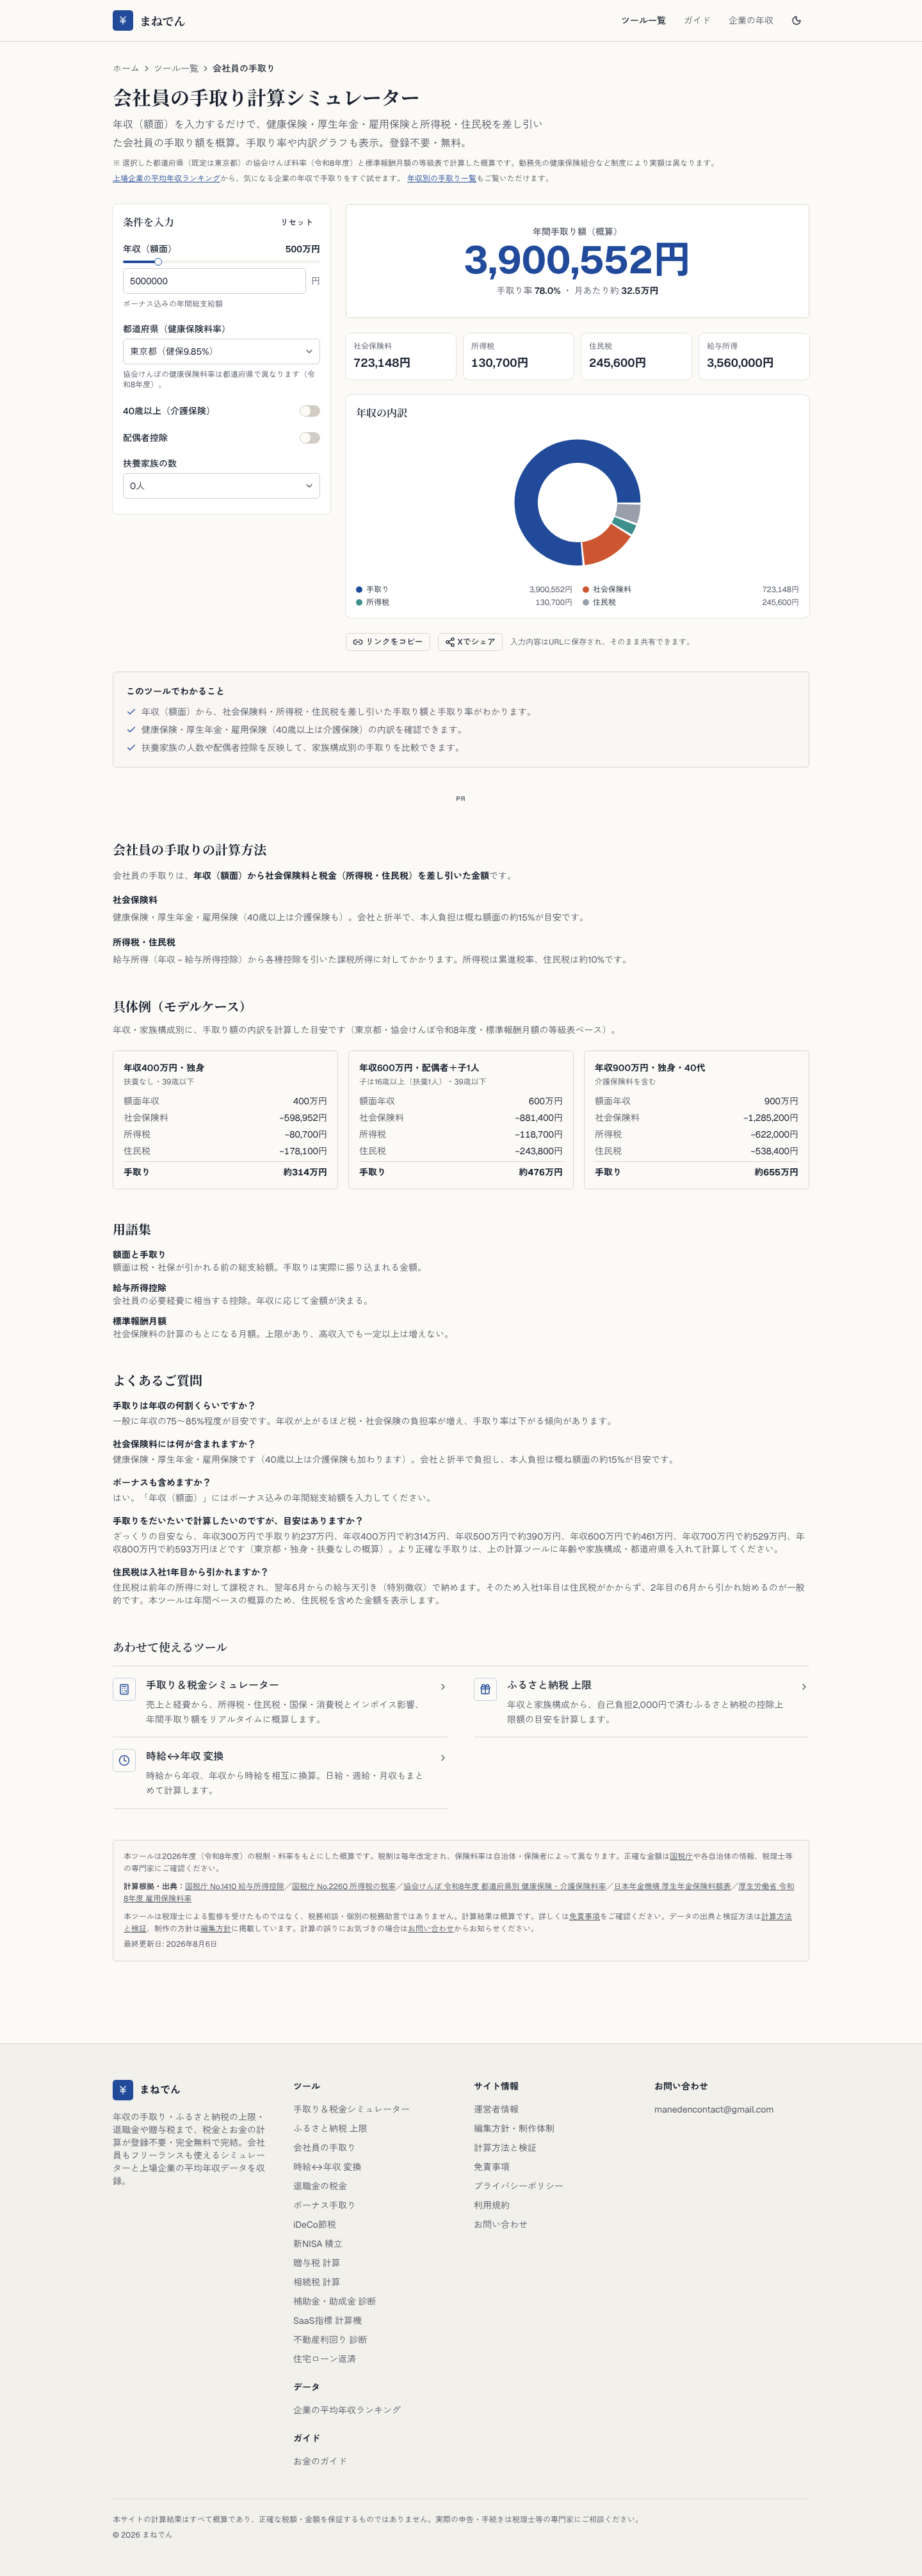 ¥ まねでん
ツール一覧 ガイド 企業の年収
ホーム > ツール一覧 > 会社員の手取り
会社員の手取り計算シミュレーター
年収（額面）を入力するだけで、健康保険・厚生年金・雇用保険と所得税・住民税を差し引い
た会社員の手取り額を概算。手取り率や内訳グラフも表示。登録不要・無料。
※ 選択した都道府県（既定は東京都）の協会けんぽ料率（令和8年度）と標準報酬月額の等級表で計算した概算です。勤務先の健康保険組合など制度により実額は異なります。
上場企業の平均年収ランキングから、気になる企業の年収で手取りをすぐ試せます。 年収別の手取り一覧もご覧いただけます。
条件を入力
リセット
年収（額面）
500万円
5000000
円
ボーナス込みの年間総支給額
都道府県（健康保険料率）
東京都（健保9.85%）
協会けんぽの健康保険料率は都道府県で異なります（令
和8年度）。
40歳以上（介護保険）
配偶者控除
扶養家族の数
0人
年間手取り額（概算）
3,900,552円
手取り率 78.0% ・ 月あたり約 32.5万円
社会保険料
723,148円
所得税
130,700円
住民税
245,600円
給与所得
3,560,000円
年収の内訳
手取り 3,900,552円
社会保険料 723,148円
所得税 130,700円
住民税 245,600円
リンクをコピー
Xでシェア
入力内容はURLに保存され、そのまま共有できます。
このツールでわかること
年収（額面）から、社会保険料・所得税・住民税を差し引いた手取り額と手取り率がわかります。
健康保険・厚生年金・雇用保険（40歳以上は介護保険）の内訳を確認できます。
扶養家族の人数や配偶者控除を反映して、家族構成別の手取りを比較できます。
PR
会社員の手取りの計算方法
会社員の手取りは、年収（額面）から社会保険料と税金（所得税・住民税）を差し引いた金額です。
社会保険料
健康保険・厚生年金・雇用保険（40歳以上は介護保険も）。会社と折半で、本人負担は概ね額面の約15%が目安です。
所得税・住民税
給与所得（年収 − 給与所得控除）から各種控除を引いた課税所得に対してかかります。所得税は累進税率、住民税は約10%です。
具体例（モデルケース）
年収・家族構成別に、手取り額の内訳を計算した目安です（東京都・協会けんぽ令和8年度・標準報酬月額の等級表ベース）。
年収400万円・独身
扶養なし・39歳以下
額面年収 400万円
社会保険料 −598,952円
所得税 −80,700円
住民税 −178,100円
手取り 約314万円
年収600万円・配偶者＋子1人
子は16歳以上（扶養1人）・39歳以下
額面年収 600万円
社会保険料 −881,400円
所得税 −118,700円
住民税 −243,800円
手取り 約476万円
年収900万円・独身・40代
介護保険料を含む
額面年収 900万円
社会保険料 −1,285,200円
所得税 −622,000円
住民税 −538,400円
手取り 約655万円
用語集
額面と手取り
額面は税・社保が引かれる前の総支給額。手取りは実際に振り込まれる金額。
給与所得控除
会社員の必要経費に相当する控除。年収に応じて金額が決まる。
標準報酬月額
社会保険料の計算のもとになる月額。上限があり、高収入でも一定以上は増えない。
よくあるご質問
手取りは年収の何割くらいですか？
一般に年収の75〜85%程度が目安です。年収が上がるほど税・社会保険の負担率が増え、手取り率は下がる傾向があります。
社会保険料には何が含まれますか？
健康保険・厚生年金・雇用保険です（40歳以上は介護保険も加わります）。会社と折半で負担し、本人負担は概ね額面の約15%が目安です。
ボーナスも含めますか？
はい。「年収（額面）」にはボーナス込みの年間総支給額を入力してください。
手取りをだいたいで計算したいのですが、目安はありますか？
ざっくりの目安なら、年収300万円で手取り約237万円、年収400万円で約314万円、年収500万円で約390万円、年収600万円で約461万円、年収700万円で約529万円、年
収800万円で約593万円ほどです（東京都・独身・扶養なしの概算）。より正確な手取りは、上の計算ツールに年齢や家族構成・都道府県を入れて計算してください。
住民税は入社1年目から引かれますか？
住民税は前年の所得に対して課税され、翌年6月からの給与天引き（特別徴収）で納めます。そのため入社1年目は住民税がかからず、2年目の6月から引かれ始めるのが一般
的です。本ツールは年間ベースの概算のため、住民税を含めた金額を表示します。
あわせて使えるツール
手取り＆税金シミュレーター
売上と経費から、所得税・住民税・国保・消費税とインボイス影響、
年間手取り額をリアルタイムに概算します。
ふるさと納税 上限
年収と家族構成から、自己負担2,000円で済むふるさと納税の控除上
限額の目安を計算します。
時給⇔年収 変換
時給から年収、年収から時給を相互に換算。日給・週給・月収もまと
めて計算します。
本ツールは2026年度（令和8年度）の税制・料率をもとにした概算です。税制は毎年改定され、保険料率は自治体・保険者によって異なります。正確な金額は国税庁や各自治体の情報、税理士等
の専門家にご確認ください。
計算根拠・出典：国税庁 No.1410 給与所得控除／国税庁 No.2260 所得税の税率／協会けんぽ 令和8年度 都道府県別 健康保険・介護保険料率／日本年金機構 厚生年金保険料額表／厚生労働省 令和
8年度 雇用保険料率
本ツールは税理士による監修を受けたものではなく、税務相談・個別の税務助言ではありません。計算結果は概算です。詳しくは免責事項をご確認ください。データの出典と検証方法は計算方法
と検証、制作の方針は編集方針に掲載しています。計算の誤りにお気づきの場合はお問い合わせからお知らせください。
最終更新日: 2026年8月6日
¥ まねでん
年収の手取り・ふるさと納税の上限・
退職金や贈与税まで、税金とお金の計
算が登録不要・完全無料で完結。会社
員もフリーランスも使えるシミュレー
ターと上場企業の平均年収データを収
録。
ツール
手取り＆税金シミュレーター
ふるさと納税 上限
会社員の手取り
時給⇔年収 変換
退職金の税金
ボーナス手取り
iDeCo節税
新NISA 積立
贈与税 計算
相続税 計算
補助金・助成金 診断
SaaS指標 計算機
不動産利回り 診断
住宅ローン返済
データ
企業の平均年収ランキング
ガイド
お金のガイド
サイト情報
運営者情報
編集方針・制作体制
計算方法と検証
免責事項
プライバシーポリシー
利用規約
お問い合わせ
お問い合わせ
manedencontact@gmail.com
本サイトの計算結果はすべて概算であり、正確な税額・金額を保証するものではありません。実際の申告・手続きは税理士等の専門家にご相談ください。
© 2026 まねでん